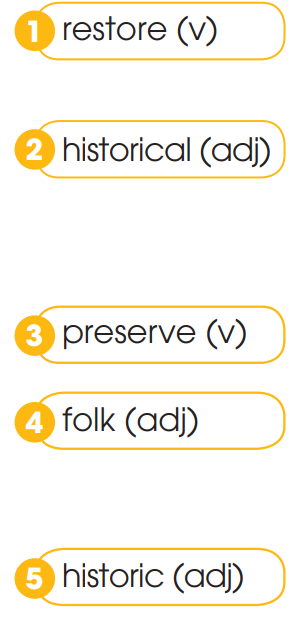 1 restore (v)
2 historical (adj)
3 preserve (v)
4 folk (adj)
5 historic (adj)